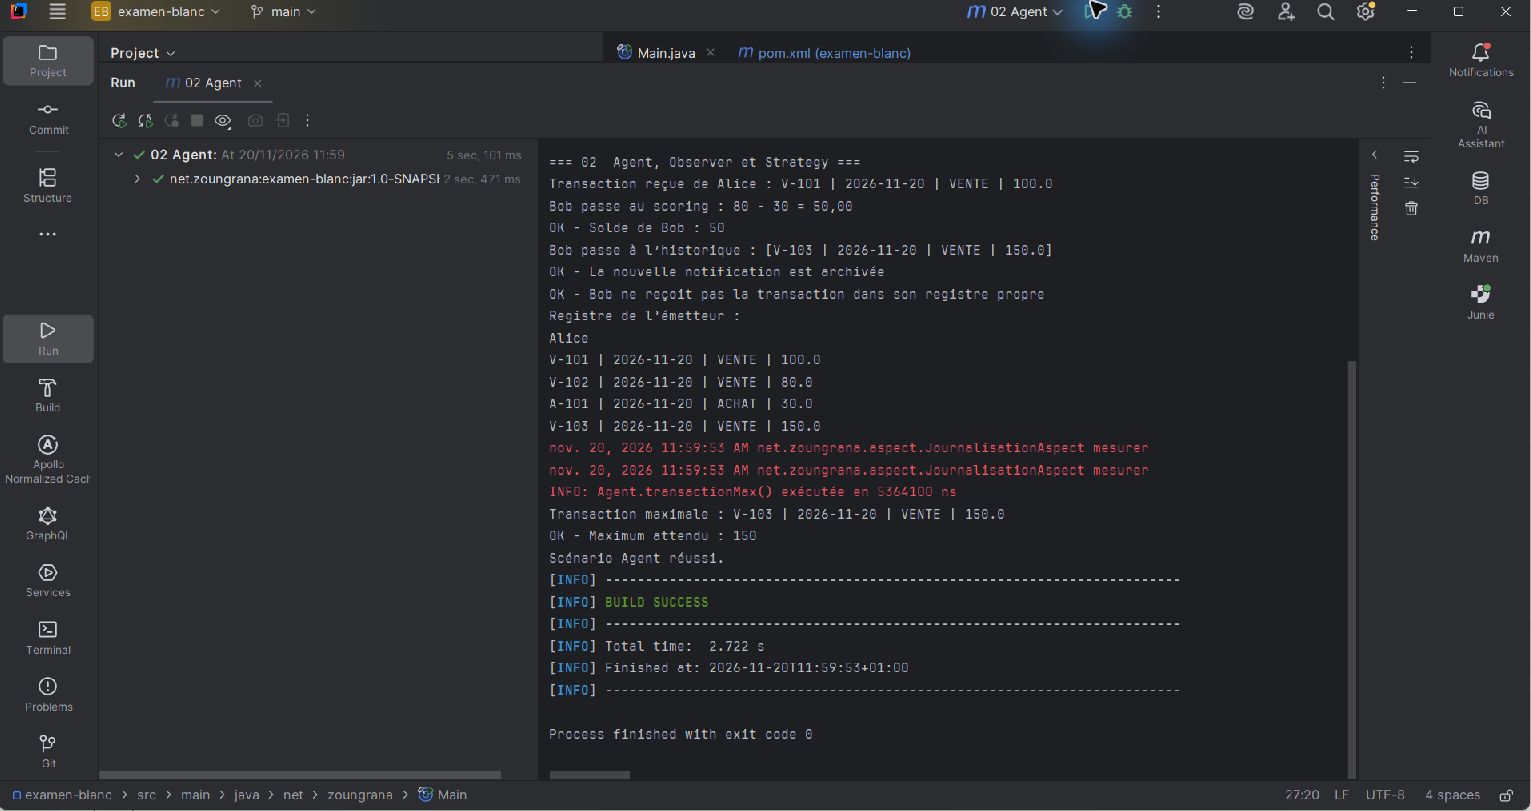 EB examen-blanc main 02 Agent
Project
Project
Main.java
pom.xml (examen-blanc)
Notifications
Run
02 Agent
Commit
AI
Assistant
02 Agent: At 20/11/2026 11:59 5 sec, 101 ms
net.zoungrana:examen-blanc:jar:1.0-SNAPSH 2 sec, 471 ms
=== 02  Agent, Observer et Strategy ===
Transaction reçue de Alice : V-101 | 2026-11-20 | VENTE | 100.0
Bob passe au scoring : 80 - 30 = 50,00
OK - Solde de Bob : 50
Bob passe à l’historique : [V-103 | 2026-11-20 | VENTE | 150.0]
OK - La nouvelle notification est archivée
OK - Bob ne reçoit pas la transaction dans son registre propre
Registre de l’émetteur :
Alice
V-101 | 2026-11-20 | VENTE | 100.0
V-102 | 2026-11-20 | VENTE | 80.0
A-101 | 2026-11-20 | ACHAT | 30.0
V-103 | 2026-11-20 | VENTE | 150.0
nov. 20, 2026 11:59:53 AM net.zoungrana.aspect.JournalisationAspect mesurer
nov. 20, 2026 11:59:53 AM net.zoungrana.aspect.JournalisationAspect mesurer
INFO: Agent.transactionMax() exécutée en 5364100 ns
Transaction maximale : V-103 | 2026-11-20 | VENTE | 150.0
OK - Maximum attendu : 150
Scénario Agent réussi.
[INFO] ------------------------------------------------------------------------
[INFO] BUILD SUCCESS
[INFO] ------------------------------------------------------------------------
[INFO] Total time:  2.722 s
[INFO] Finished at: 2026-11-20T11:59:53+01:00
[INFO] ------------------------------------------------------------------------
Process finished with exit code 0
Performance
Structure
Run
Build
Apollo
Normalized Cach
GraphQL
Services
Terminal
Problems
Git
DB
Maven
Junie
examen-blanc > src > main > java > net > zoungrana > Main
27:20 LF UTF-8 4 spaces